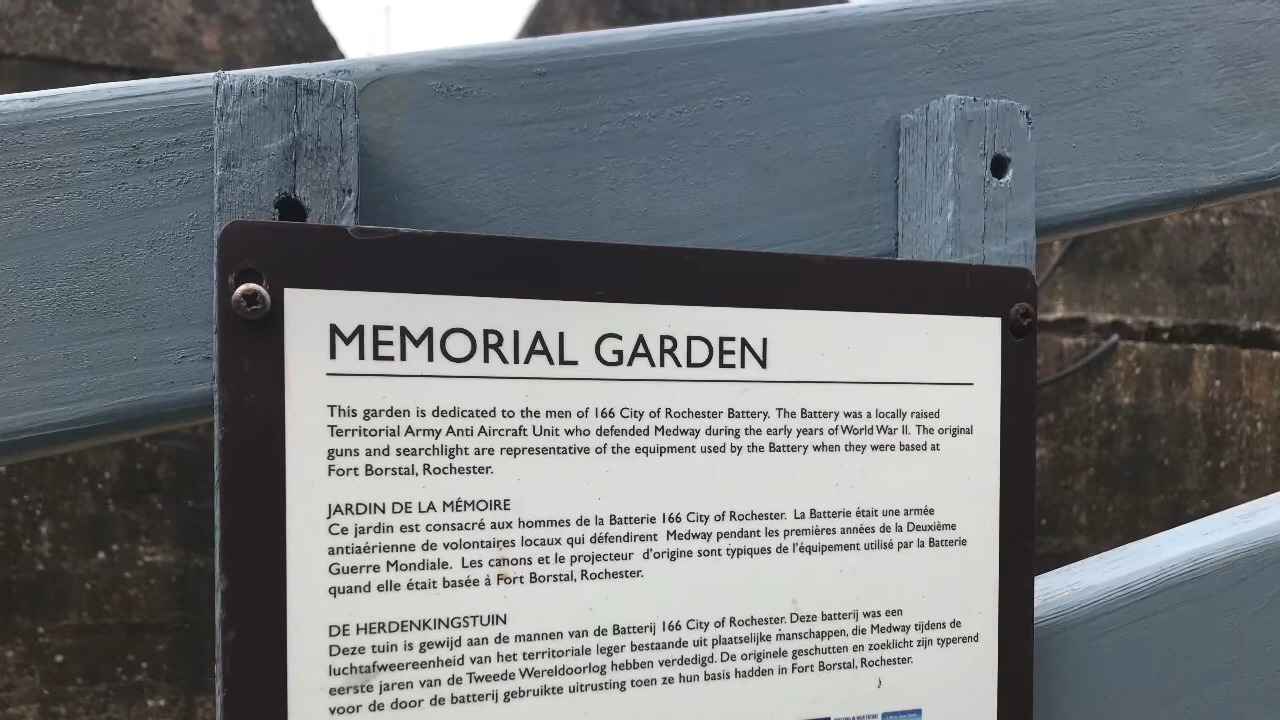 MEMORIAL GARDEN
This garden is dedicated to the men of 166 City of Rochester Battery. The Battery was a locally raised
Territorial Army Anti Aircraft Unit who defended Medway during the early years of World War II. The original
guns and searchlight are representative of the equipment used by the Battery when they were based at
Fort Borstal, Rochester.
JARDIN DE LA MÉMOIRE
Ce jardin est consacré aux hommes de la Batterie 166 City of Rochester. La Batterie était une armée
antiaérienne de volontaires locaux qui défendirent Medway pendant les premières années de la Deuxième
Guerre Mondiale. Les canons et le projecteur d'origine sont typiques de l'équipement utilisé par la Batterie
quand elle était basée à Fort Borstal, Rochester.
DE HERDENKINGSTUIN
Deze tuin is gewijd aan de mannen van de Batterij 166 City of Rochester. Deze batterij was een
luchtafweereenheid van het territoriale leger bestaande uit plaatselijke manschappen, die Medway tijdens de
eerste jaren van de Tweede Wereldoorlog hebben verdedigd. De originele geschutten en zoeklicht zijn typerend
voor de door de batterij gebruikte uitrusting toen ze hun basis hadden in Fort Borstal, Rochester.